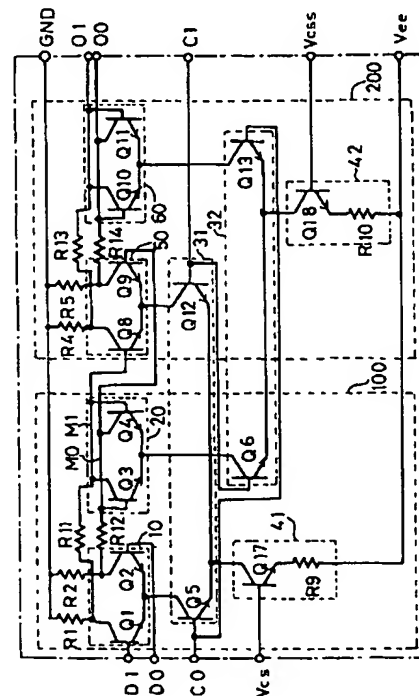 GND
O1
O0
R13
R4
R5
R14
Q10
Q11
60
50
Q8
Q9
M0
M1
R11
R12
R1
R2
Q3
Q4
20
10
Q1
Q2
D1
D0
31
32
C1
Q12
Q13
Q5
Q6
C0
200
100
42
41
Q18
R10
Q17
R9
Vcss
Vcs
Vee